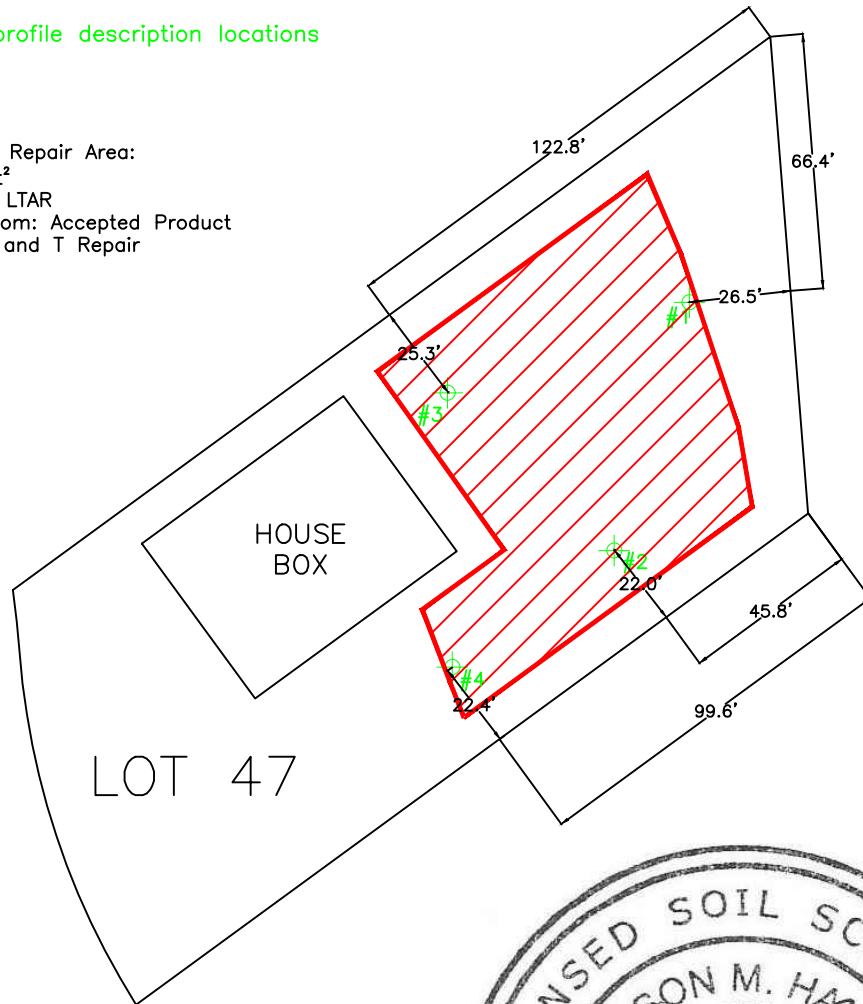 profile description locations
Repair Area:
LTAR
om: Accepted Product
and T Repair
122.8'
66.4'
26.5'
#1
25.3'
#3
HOUSE
BOX
#2
22.0'
45.8'
#4
22.4'
99.6'
LOT 47
NSED SOIL SC
SON M. HA